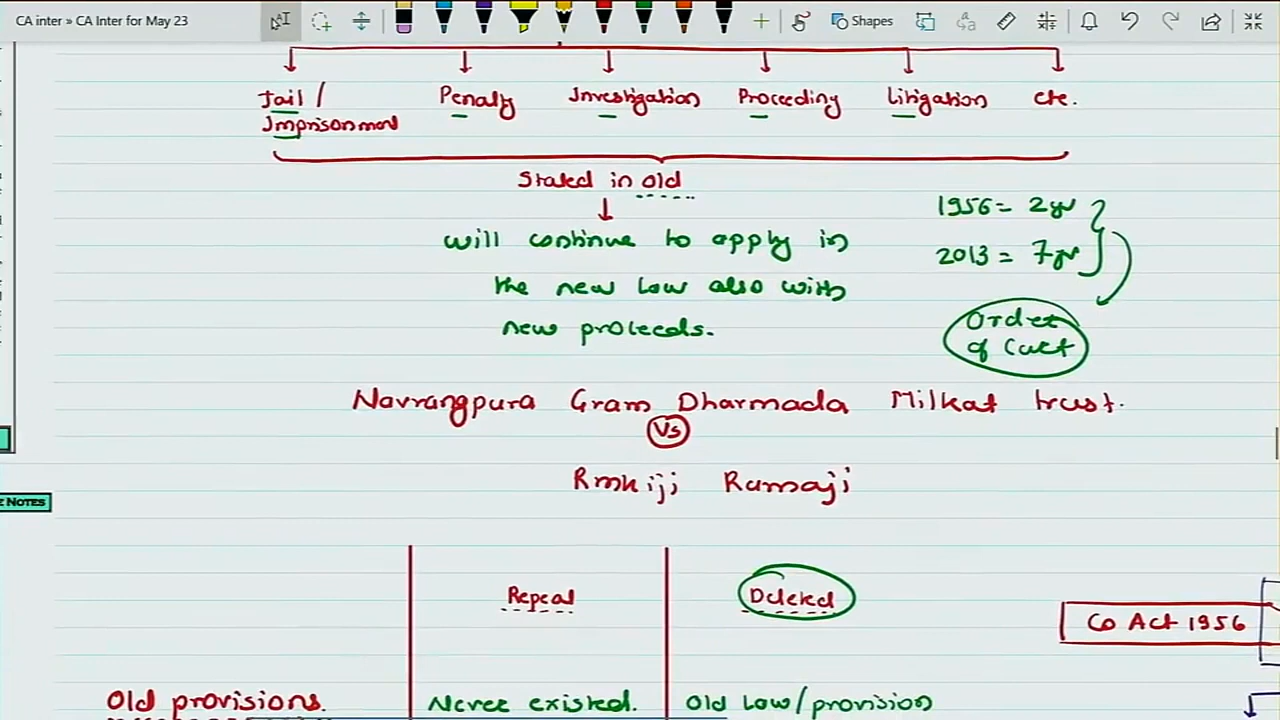 CA inter » CA Inter for May 23
Shapes
Jail /
Imprisonment
Penalty
Investigation
Proceeding
Litigation
etc.
Stated in old
will continue to apply in
the new law also with
new protecols.
1956 = 2yr
2013 = 7yr
Order
of Curt
Navrangpura Gram Dharmada Milkat trust.
Vs
Rmkiji Ramaji
E NOTES
Repeal
Deleted
Co Act 1956
Old provisions.
Never existed.
Old Law/provision